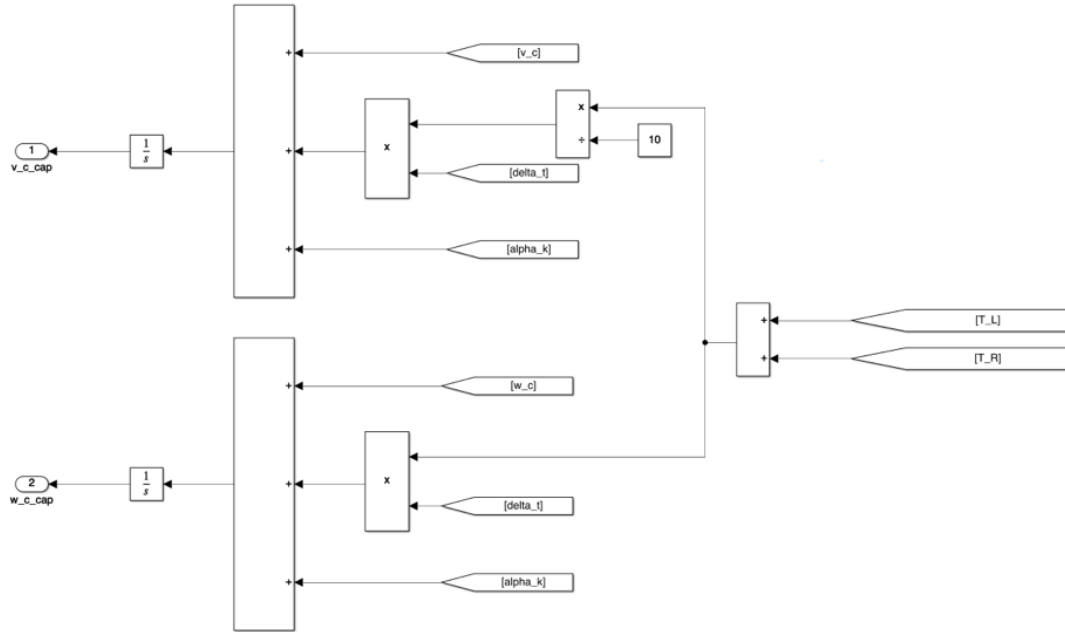 +
[v_c]
x
÷
10
x
+
[delta_t]
1
v_c_cap
1
s
+
[alpha_k]
+
[T_L]
+
[T_R]
+
[w_c]
x
+
[delta_t]
2
w_c_cap
1
s
+
[alpha_k]